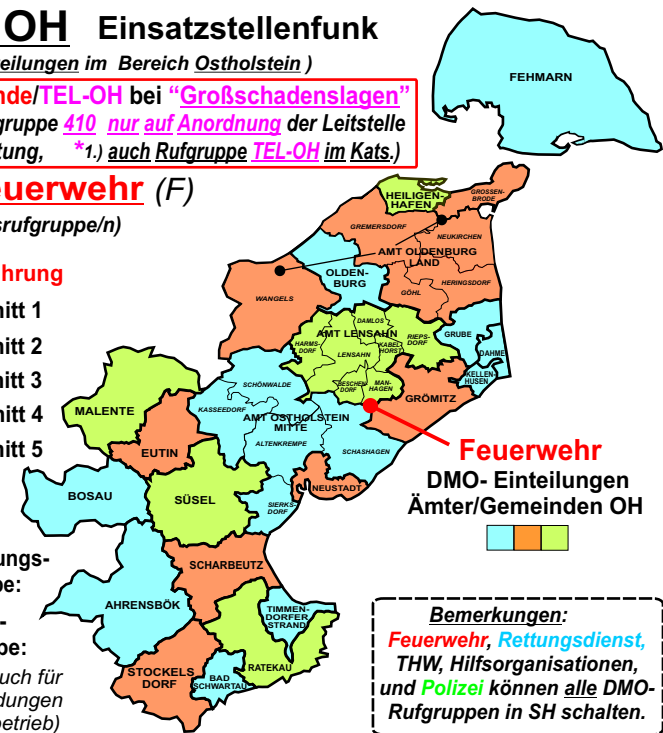 OH Einsatzstellenfunk
eilungen im Bereich Ostholstein )
nde/TEL-OH bei “Großschadenslagen”
gruppe 410 nur auf Anordnung der Leitstelle
tung, *1.) auch Rufgruppe TEL-OH im Kats.)
euerwehr (F)
srufgruppe/n)
hrung
nitt 1
nitt 2
nitt 3
nitt 4
nitt 5
FEHMARN
HEILIGEN-
HAFEN
GROSSEN-
BRODE
GREMERSDORF
NEUKIRCHEN
AMT OLDENBURG
LAND
OLDEN-
BURG
WANGELS
GÖHL
HERINGSDORF
DAMLOS
AMT LENSAHN
HARMS-
DORF
LENSAHN
KABEL
HORST
RIEPS-
DORF
GRUBE
DAHME
KELLEN-
HUSEN
BESCHEN
DORF
MAN-
HAGEN
GRÖMITZ
SCHÖNWALDE
KASSEEDORF
AMT OSTHOLSTEIN
MITTE
ALTENKREMPE
SCHASHAGEN
MALENTE
EUTIN
BOSAU
SÜSEL
SIERKS-
DORF
NEUSTADT
Feuerwehr
DMO- Einteilungen
Ämter/Gemeinden OH
ungs-
pe:
-
pe:
uch für
dungen
betrieb)
SCHARBEUTZ
AHRENSBÖK
TIMMEN-
DORFER
STRAND
RATEKAU
STOCKELS
DORF
BAD
SCHWARTAU
Bemerkungen:
Feuerwehr, Rettungsdienst,
THW, Hilfsorganisationen,
und Polizei können alle DMO-
Rufgruppen in SH schalten.